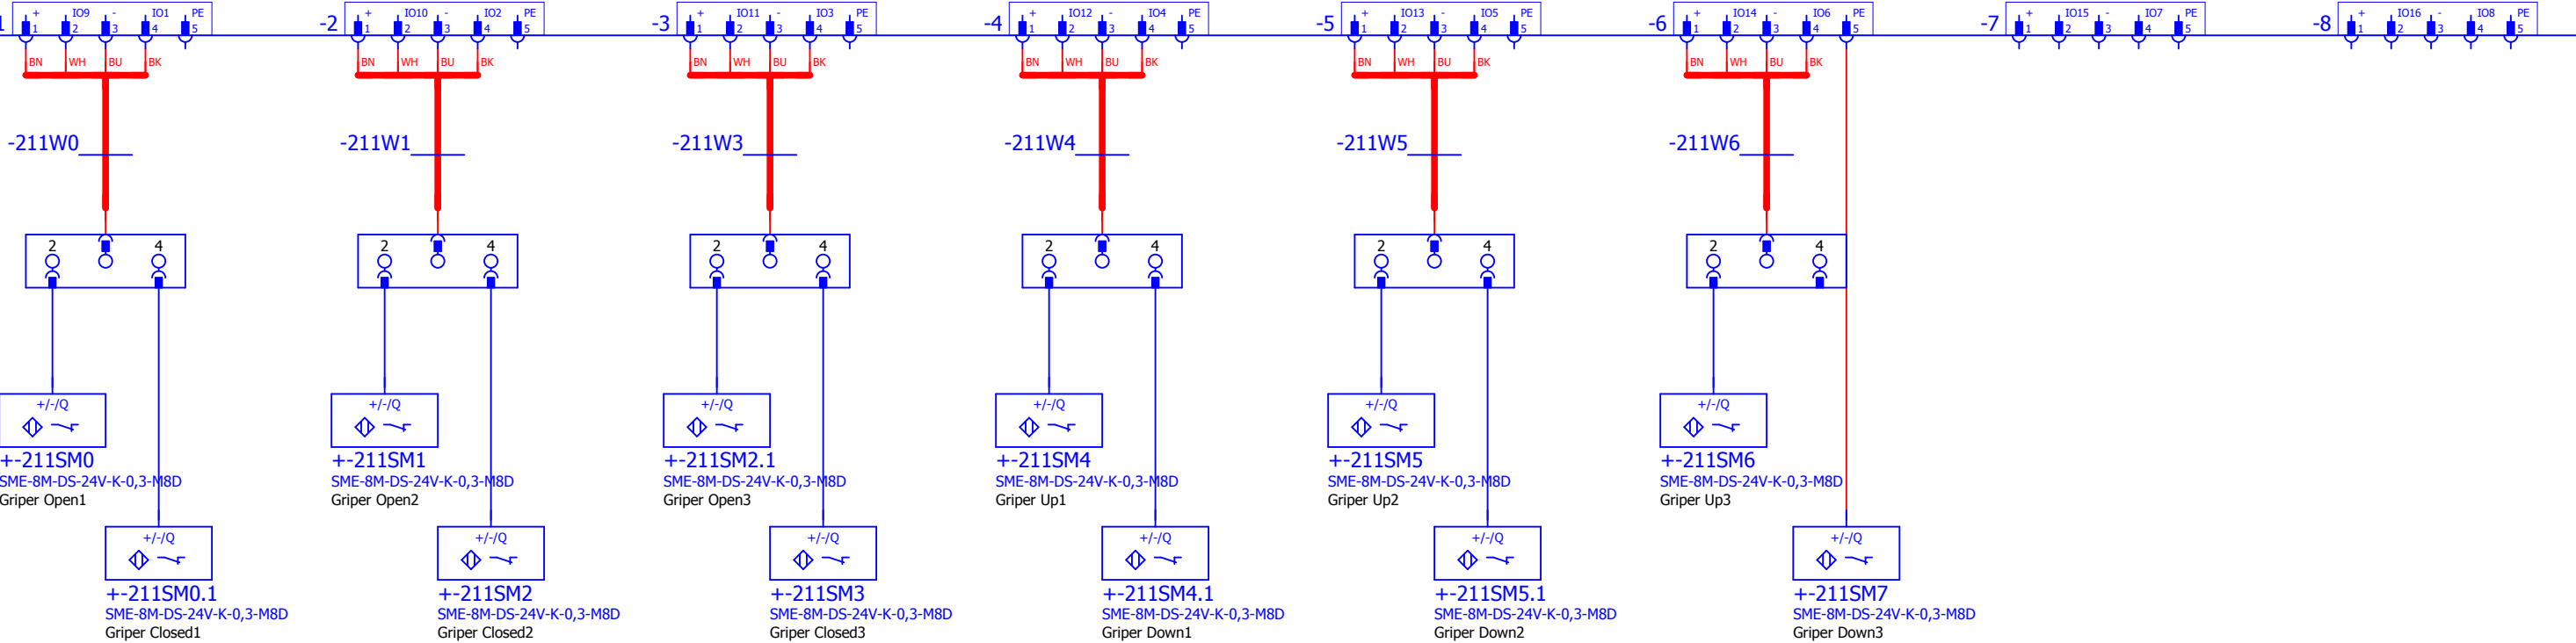 1 + IO9 - IO1 PE
1 2 3 4 5
-2 + IO10 - IO2 PE
1 2 3 4 5
-3 + IO11 - IO3 PE
1 2 3 4 5
-4 + IO12 - IO4 PE
1 2 3 4 5
-5 + IO13 - IO5 PE
1 2 3 4 5
-6 + IO14 - IO6 PE
1 2 3 4 5
-7 + IO15 - IO7 PE
1 2 3 4 5
-8 + IO16 - IO8 PE
1 2 3 4 5
BN WH BU BK
BN WH BU BK
BN WH BU BK
BN WH BU BK
BN WH BU BK
BN WH BU BK
-211W0
-211W1
-211W3
-211W4
-211W5
-211W6
2 4
2 4
2 4
2 4
2 4
2 4
+/-/Q
+-211SM0
SME-8M-DS-24V-K-0,3-M8D
Griper Open1
+/-/Q
+-211SM1
SME-8M-DS-24V-K-0,3-M8D
Griper Open2
+/-/Q
+-211SM2.1
SME-8M-DS-24V-K-0,3-M8D
Griper Open3
+/-/Q
+-211SM4
SME-8M-DS-24V-K-0,3-M8D
Griper Up1
+/-/Q
+-211SM5
SME-8M-DS-24V-K-0,3-M8D
Griper Up2
+/-/Q
+-211SM6
SME-8M-DS-24V-K-0,3-M8D
Griper Up3
+/-/Q
+-211SM0.1
SME-8M-DS-24V-K-0,3-M8D
Griper Closed1
+/-/Q
+-211SM2
SME-8M-DS-24V-K-0,3-M8D
Griper Closed2
+/-/Q
+-211SM3
SME-8M-DS-24V-K-0,3-M8D
Griper Closed3
+/-/Q
+-211SM4.1
SME-8M-DS-24V-K-0,3-M8D
Griper Down1
+/-/Q
+-211SM5.1
SME-8M-DS-24V-K-0,3-M8D
Griper Down2
+/-/Q
+-211SM7
SME-8M-DS-24V-K-0,3-M8D
Griper Down3